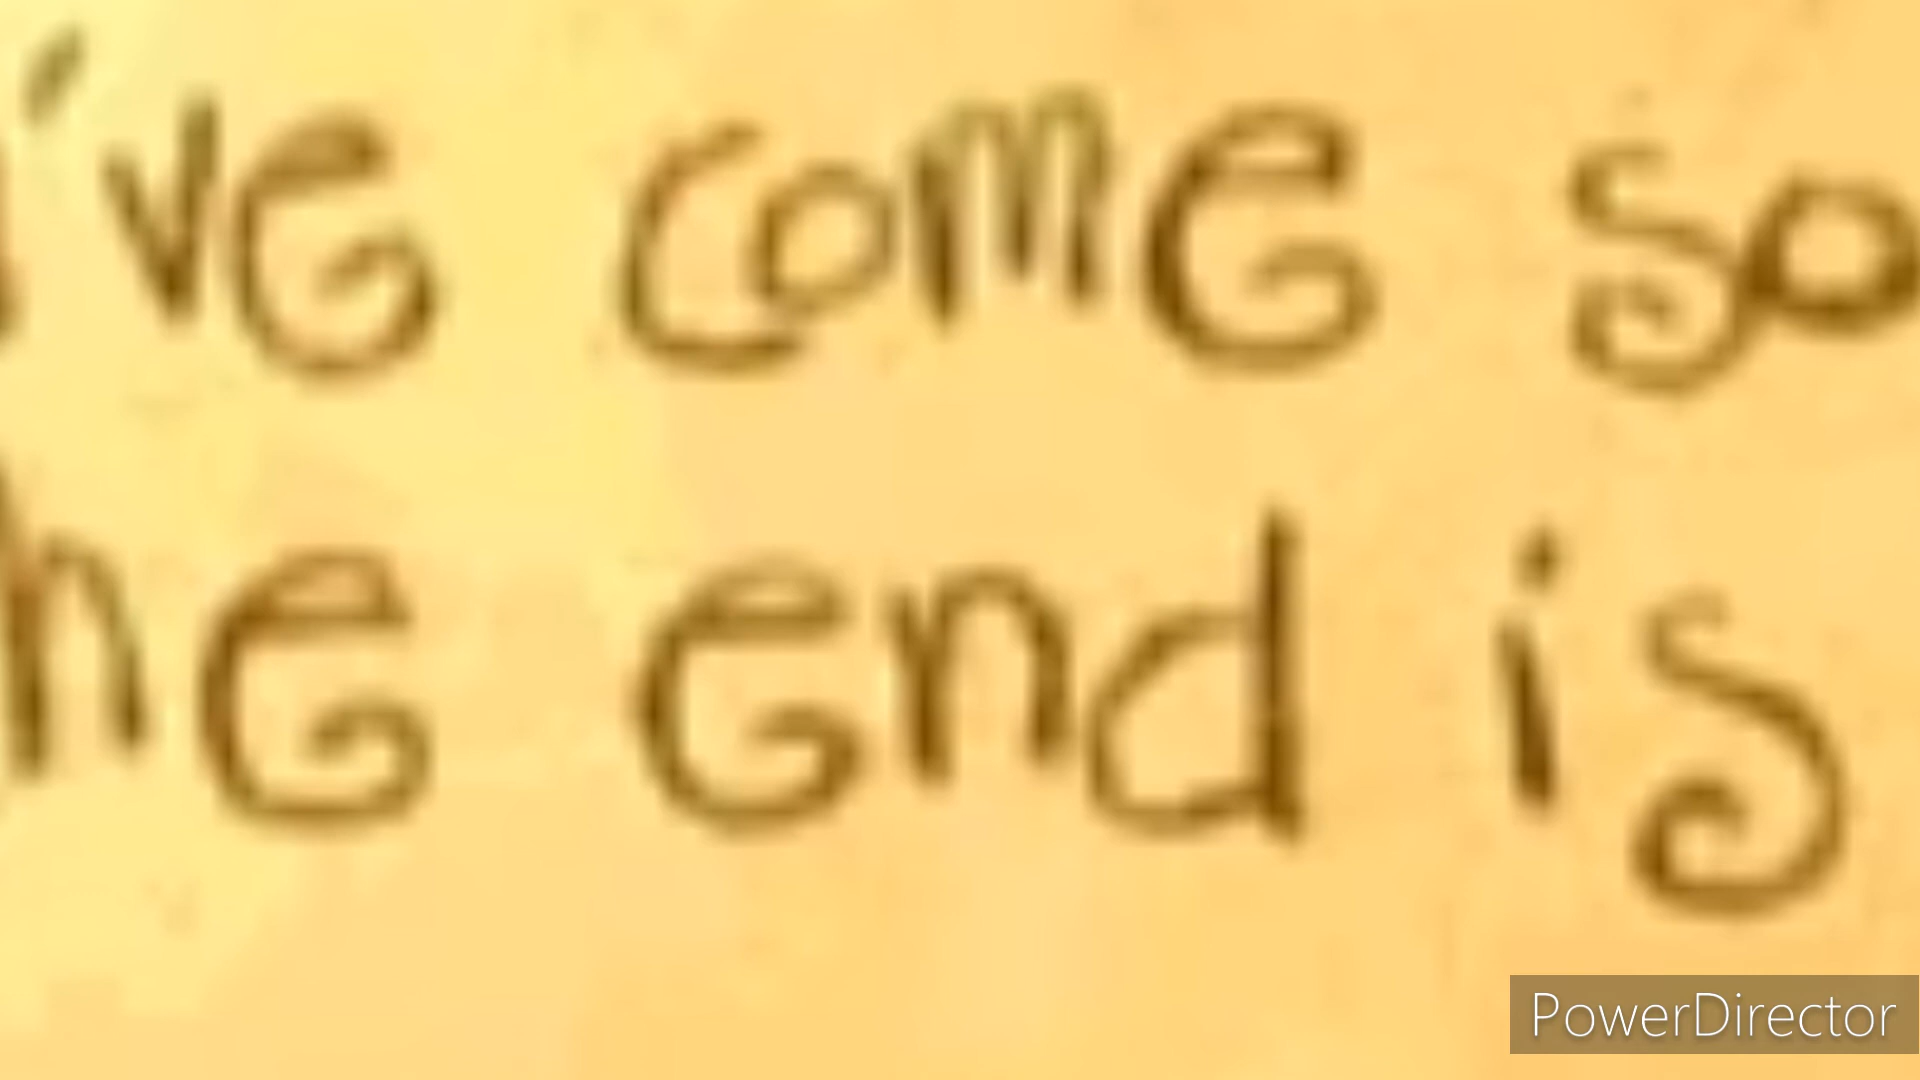 i've come so
he end is
PowerDirector